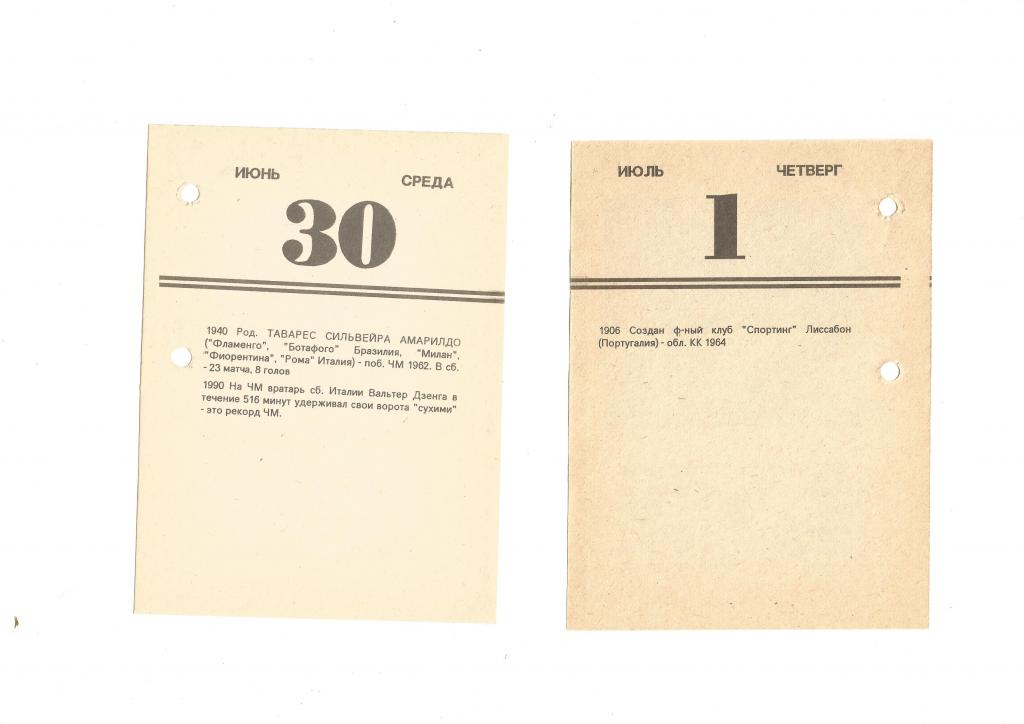 ИЮНЬ СРЕДА
30
1940 Род. ТАВАРЕС СИЛЬВЕЙРА АМАРИЛДО
("Фламенго", "Ботафого" Бразилия, "Милан",
"Фиорентина", "Рома" Италия) - поб. ЧМ 1962. В сб.
- 23 матча, 8 голов
1990 На ЧМ вратарь сб. Италии Вальтер Дзенга в
течение 516 минут удерживал свои ворота "сухими"
- это рекорд ЧМ.
ИЮЛЬ ЧЕТВЕРГ
1
1906 Создан ф-ный клуб "Спортинг" Лиссабон
(Португалия) - обл. КК 1964